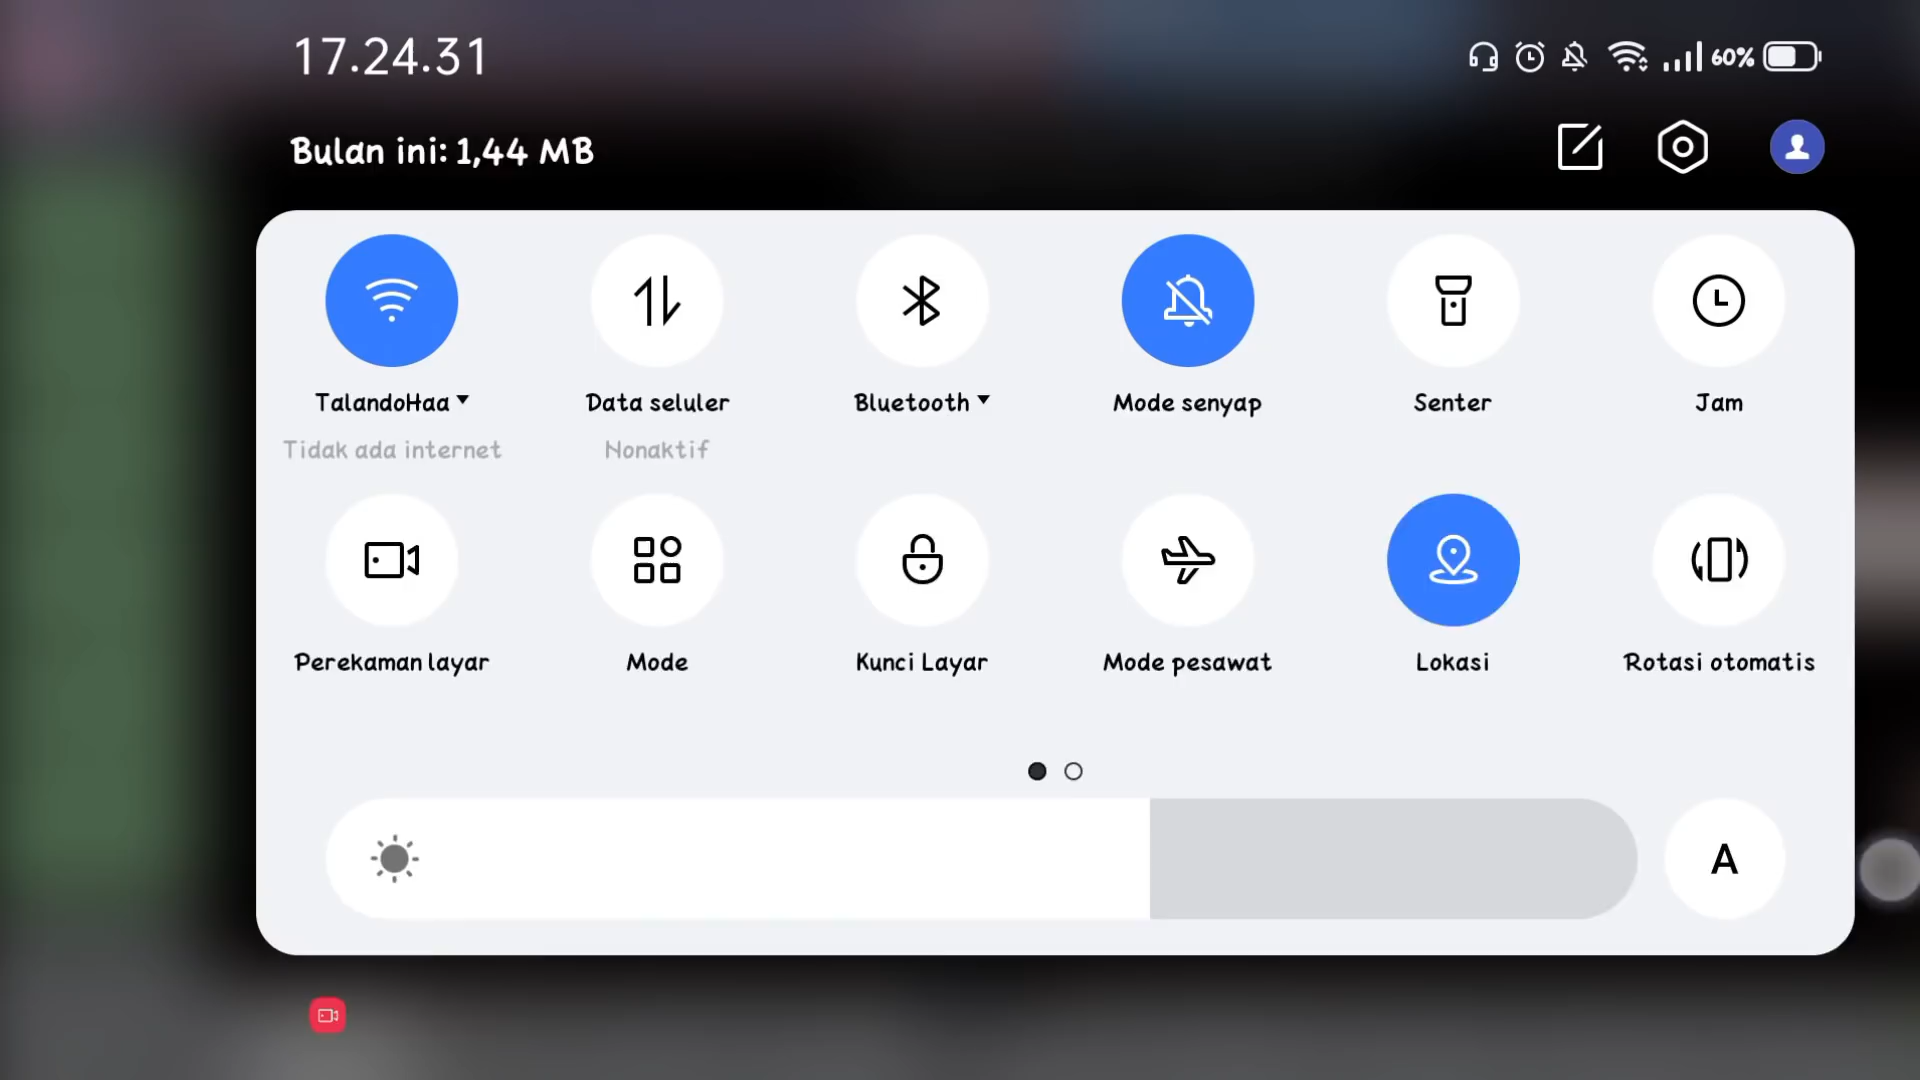 17.24.31
60%
Bulan ini: 1,44 MB
TalandoHaa
Data seluler
Bluetooth
Mode senyap
Senter
Jam
Tidak ada internet
Nonaktif
Perekaman layar
Mode
Kunci Layar
Mode pesawat
Lokasi
Rotasi otomatis
A